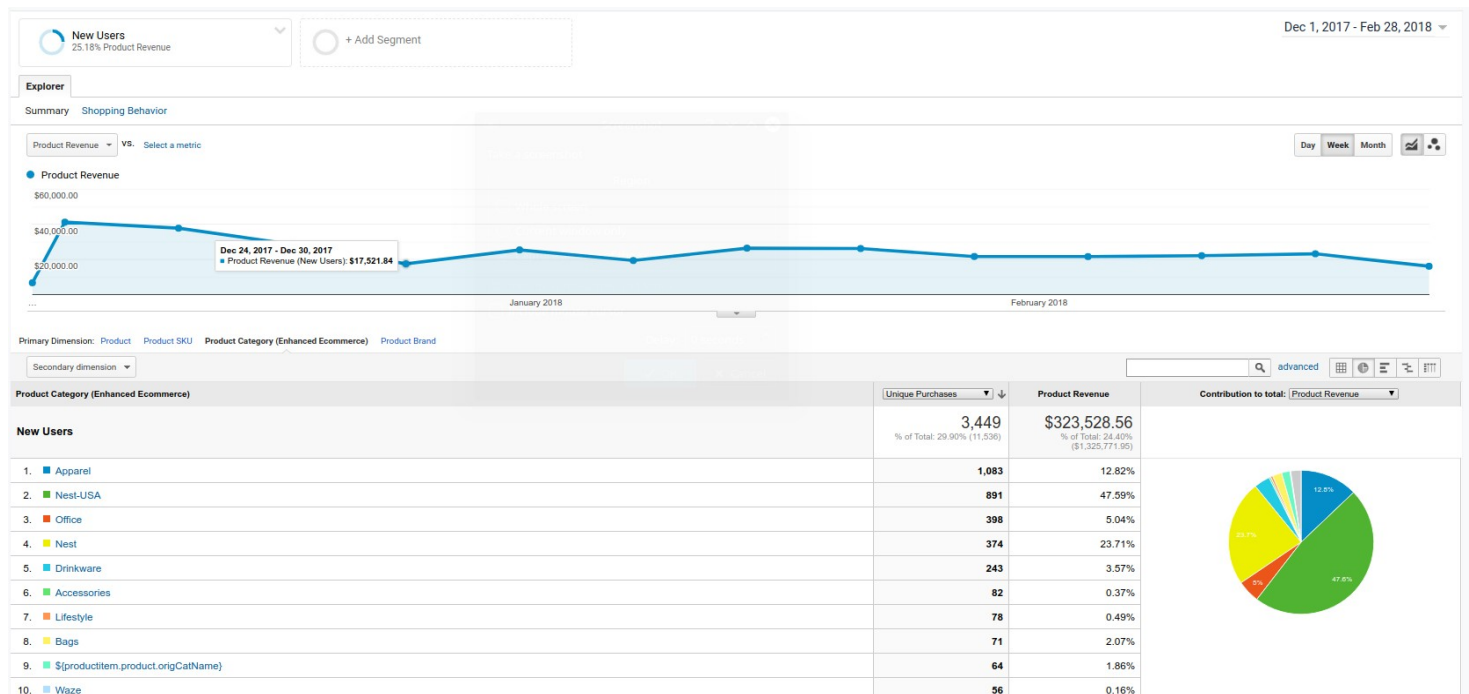 New Users
25.18% Product Revenue
+ Add Segment
Dec 1, 2017 - Feb 28, 2018
Explorer
Summary Shopping Behavior
Product Revenue VS. Select a metric
Day Week Month
Product Revenue
$60,000.00
$40,000.00
$20,000.00
Dec 24, 2017 - Dec 30, 2017
Product Revenue (New Users): $17,521.84
... January 2018 February 2018
Primary Dimension: Product Product SKU Product Category (Enhanced Ecommerce) Product Brand
Secondary dimension advanced
Product Category (Enhanced Ecommerce) Unique Purchases Product Revenue Contribution to total: Product Revenue
New Users 3,449 $323,528.56
% of Total: 29.90% (11,536) % of Total: 24.40%
($1,325,771.95)
1. Apparel 1,083 12.82%
2. Nest-USA 891 47.59%
3. Office 398 5.04%
4. Nest 374 23.71%
5. Drinkware 243 3.57%
6. Accessories 82 0.37%
7. Lifestyle 78 0.49%
8. Bags 71 2.07%
9. ${productitem.product.origCatName} 64 1.86%
10. Waze 56 0.16%
12.8%
23.7%
47.6%
5%